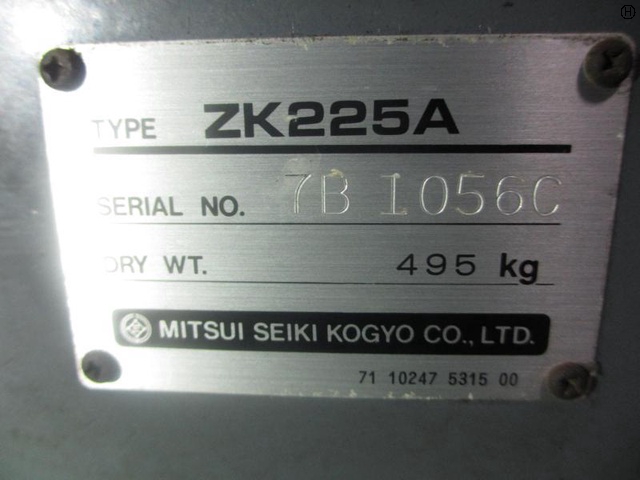 H
TYPE ZK225A
SERIAL NO. 7B 1056C
DRY WT. 495 kg
MITSUI SEIKI KOGYO CO., LTD.
71 10247 5315 00